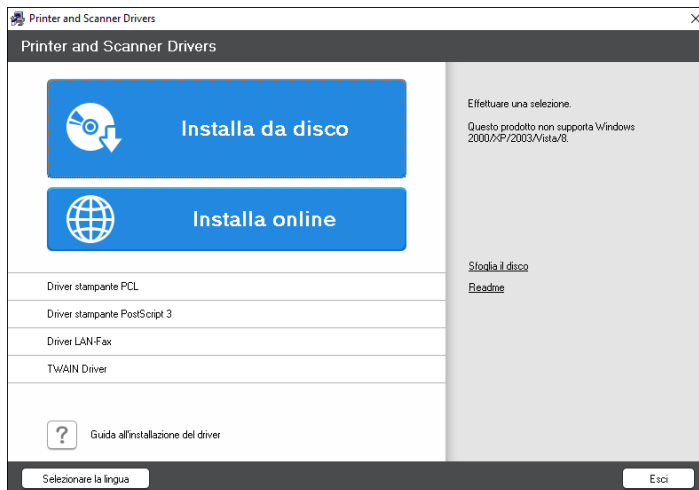 Printer and Scanner Drivers
Printer and Scanner Drivers
Installa da disco
Installa online
Driver stampante PCL
Driver stampante PostScript 3
Driver LAN-Fax
TWAIN Driver
? Guida all'installazione del driver
Effettuare una selezione.
Questo prodotto non supporta Windows
2000/XP/2003/Vista/8.
Sfoglia il disco
Readme
Selezionare la lingua
Esci